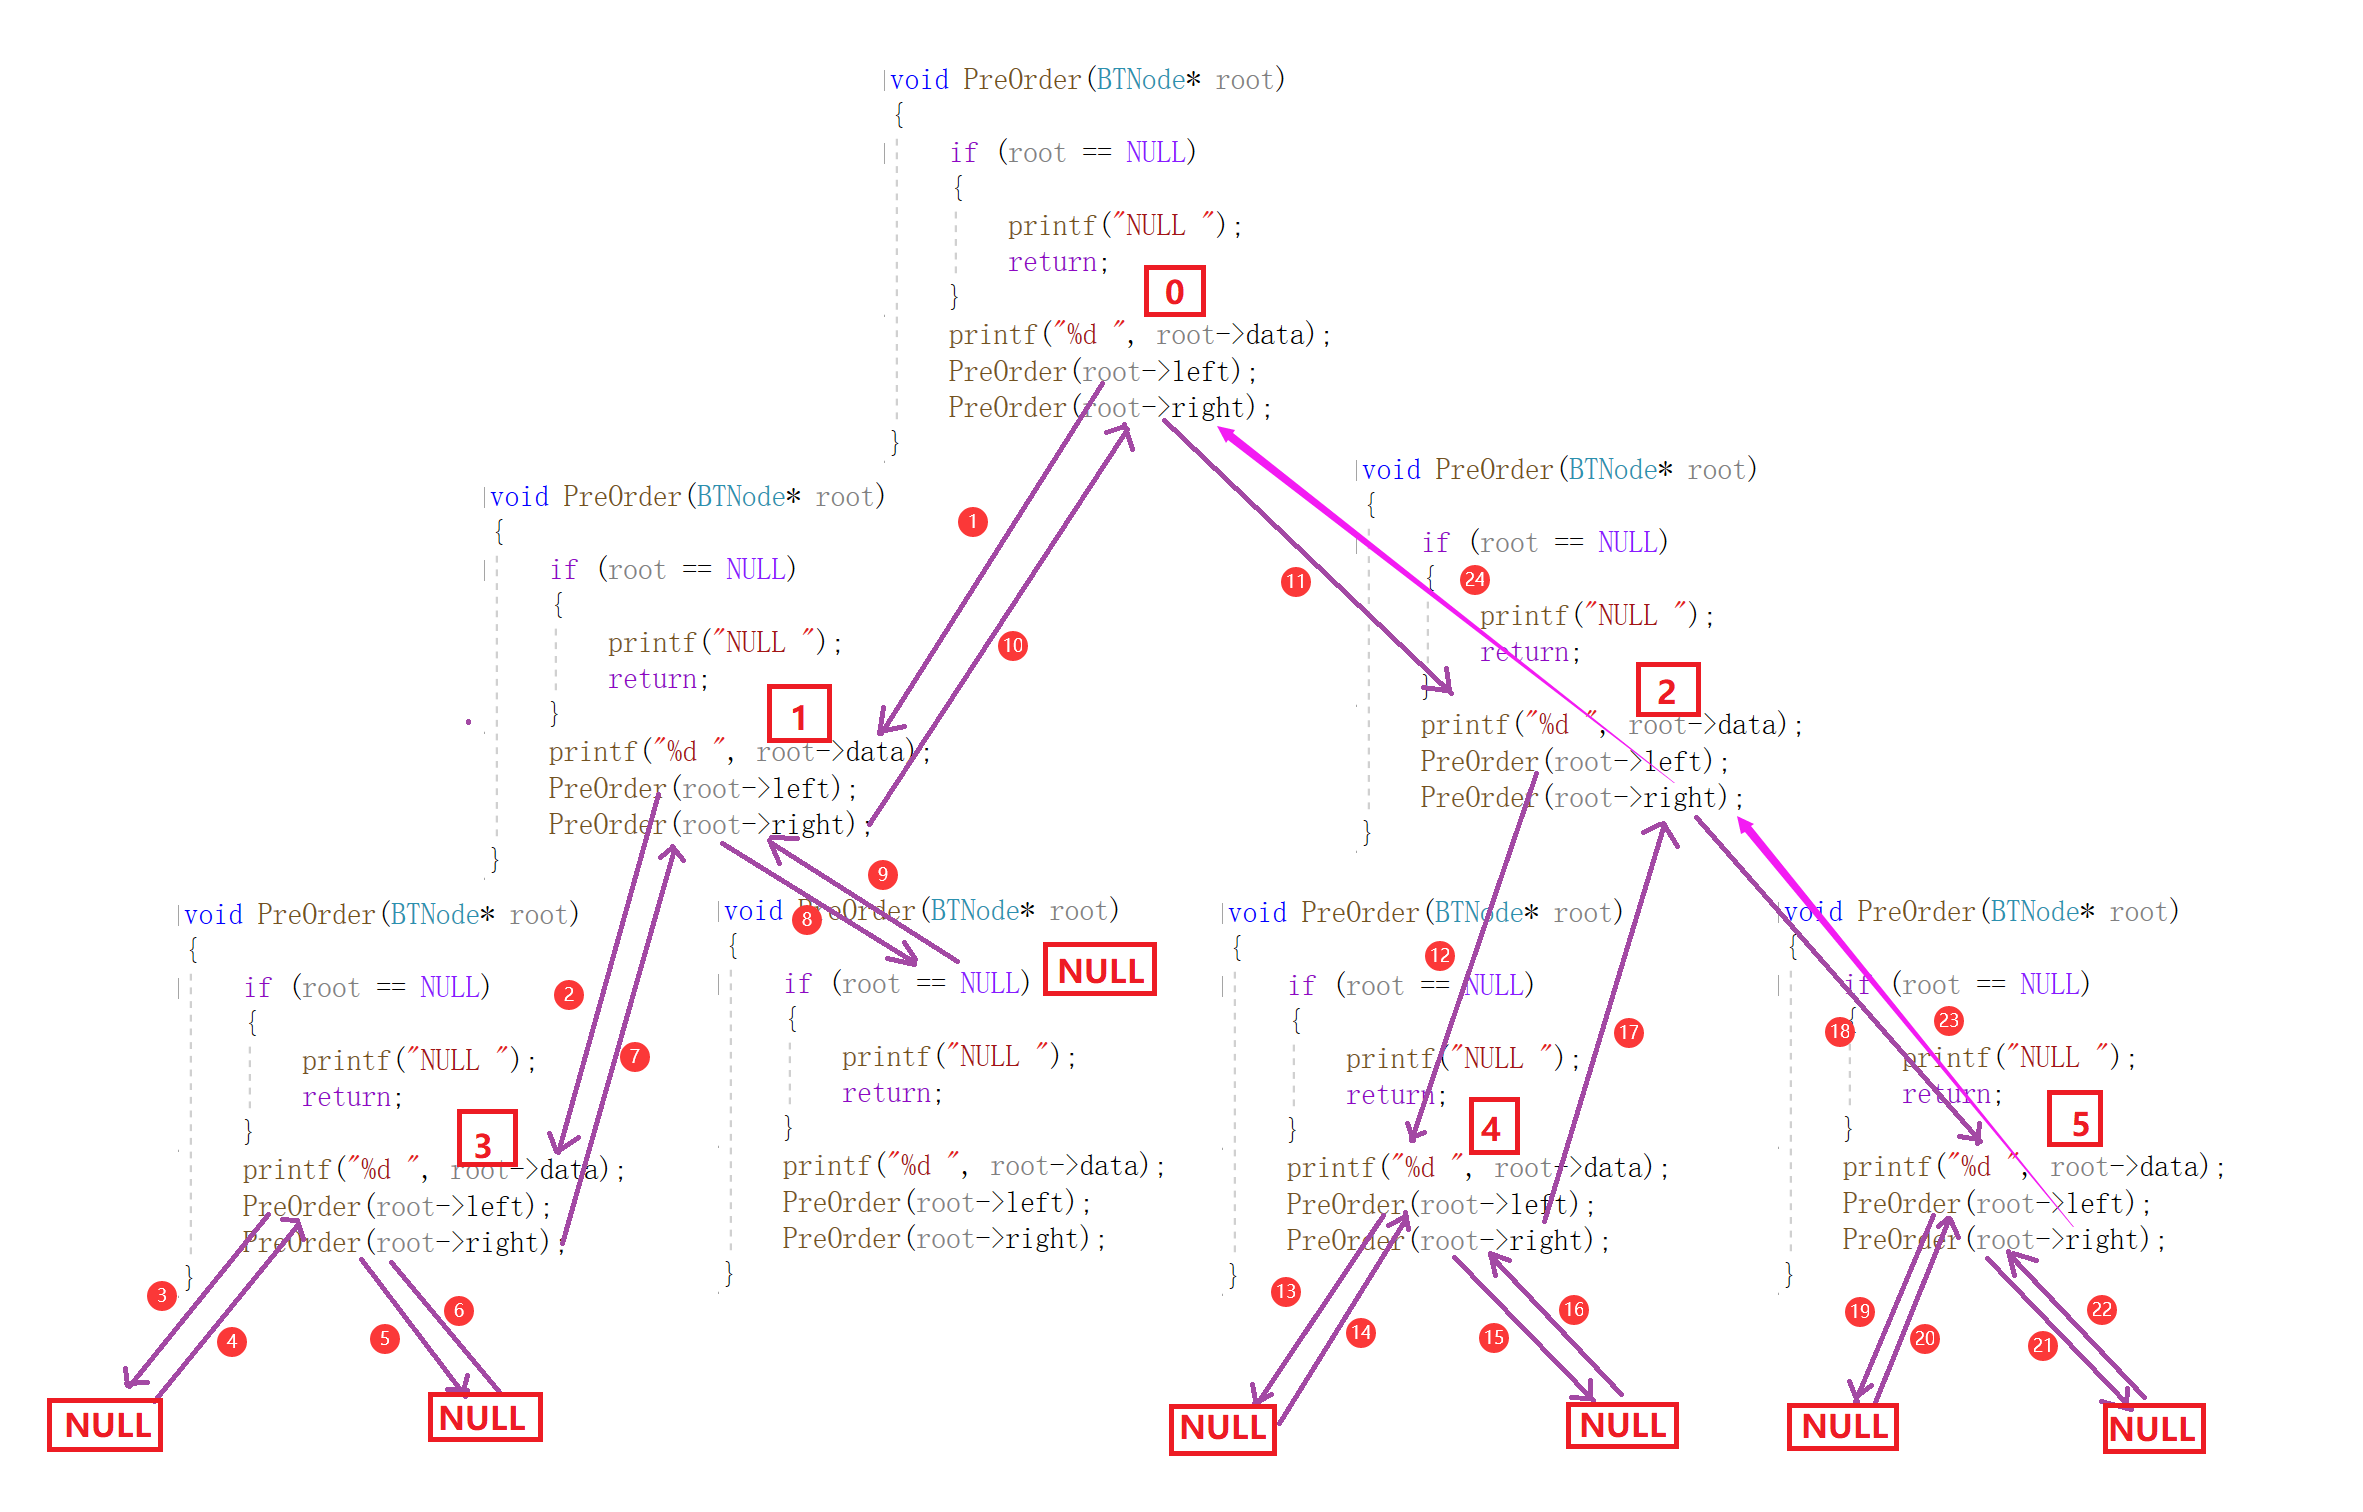 void PreOrder(BTNode* root)
{
if (root == NULL)
{
printf("NULL ");
return;
}
0
printf("%d ", root->data);
PreOrder(root->left);
PreOrder(root->right);
}
1
10
11
24
void PreOrder(BTNode* root)
{
if (root == NULL)
{
printf("NULL ");
return;
}
1
printf("%d ", root->data);
PreOrder(root->left);
PreOrder(root->right);
}
void PreOrder(BTNode* root)
{
if (root == NULL)
{
printf("NULL ");
return;
}
2
printf("%d ", root->data);
PreOrder(root->left);
PreOrder(root->right);
}
2
7
8
9
12
17
18
23
void PreOrder(BTNode* root)
{
if (root == NULL)
{
printf("NULL ");
return;
}
3
printf("%d ", root->data);
PreOrder(root->left);
PreOrder(root->right);
}
void PreOrder(BTNode* root)
{
if (root == NULL)
NULL
{
printf("NULL ");
return;
}
printf("%d ", root->data);
PreOrder(root->left);
PreOrder(root->right);
}
void PreOrder(BTNode* root)
{
if (root == NULL)
{
printf("NULL ");
return;
}
4
printf("%d ", root->data);
PreOrder(root->left);
PreOrder(root->right);
}
void PreOrder(BTNode* root)
{
if (root == NULL)
{
printf("NULL ");
return;
}
5
printf("%d ", root->data);
PreOrder(root->left);
PreOrder(root->right);
}
3
4
5
6
13
14
15
16
19
20
21
22
NULL
NULL
NULL
NULL
NULL
NULL